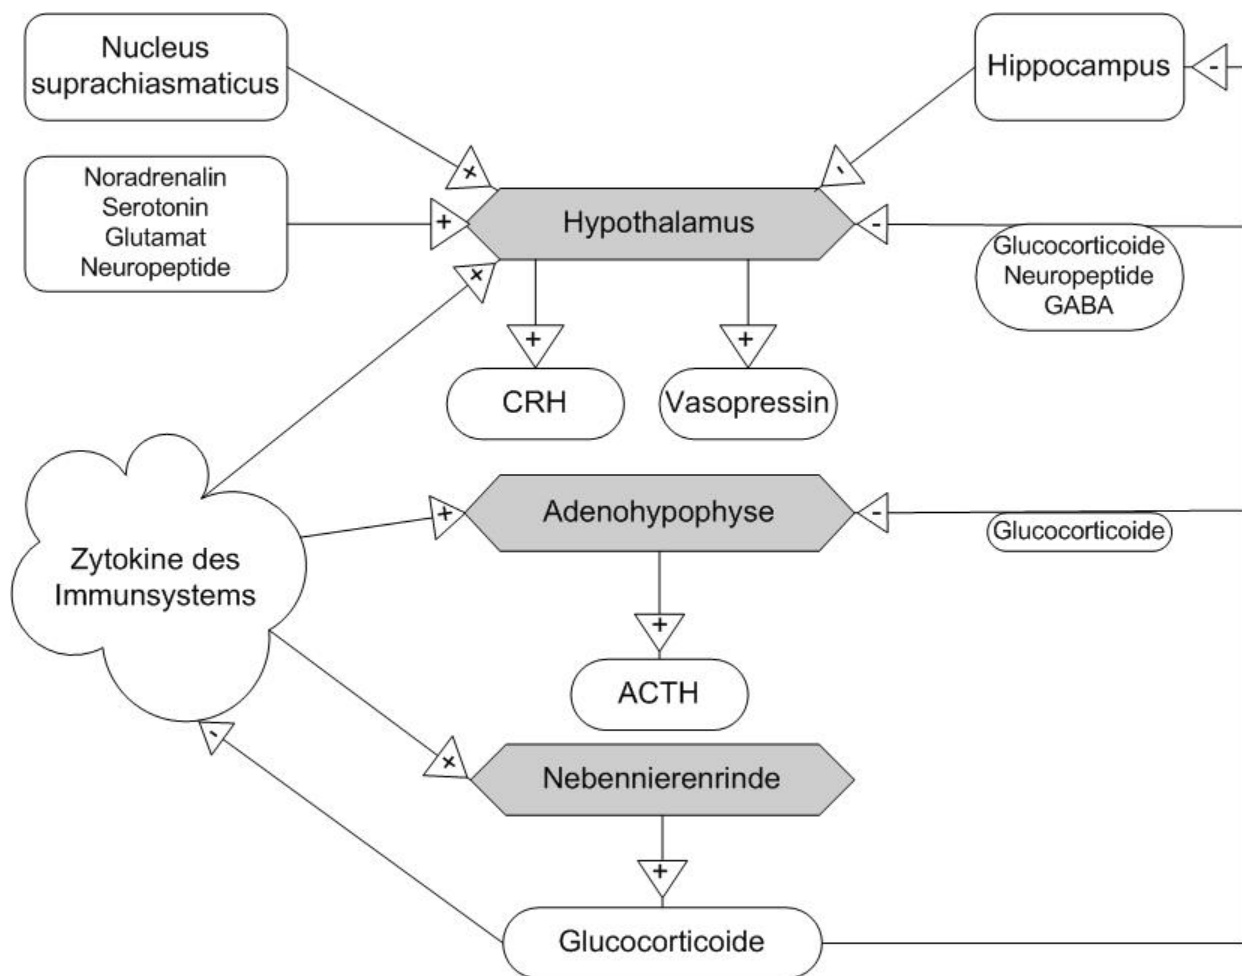 Nucleus
suprachiasmaticus
Hippocampus
-
+
-
Noradrenalin
Serotonin
Glutamat
Neuropeptide
+
Hypothalamus
-
Glucocorticoide
Neuropeptide
GABA
+
+
+
CRH
Vasopressin
Zytokine des
Immunsystems
+
Adenohypophyse
-
Glucocorticoide
+
ACTH
-
+
Nebennierenrinde
+
Glucocorticoide